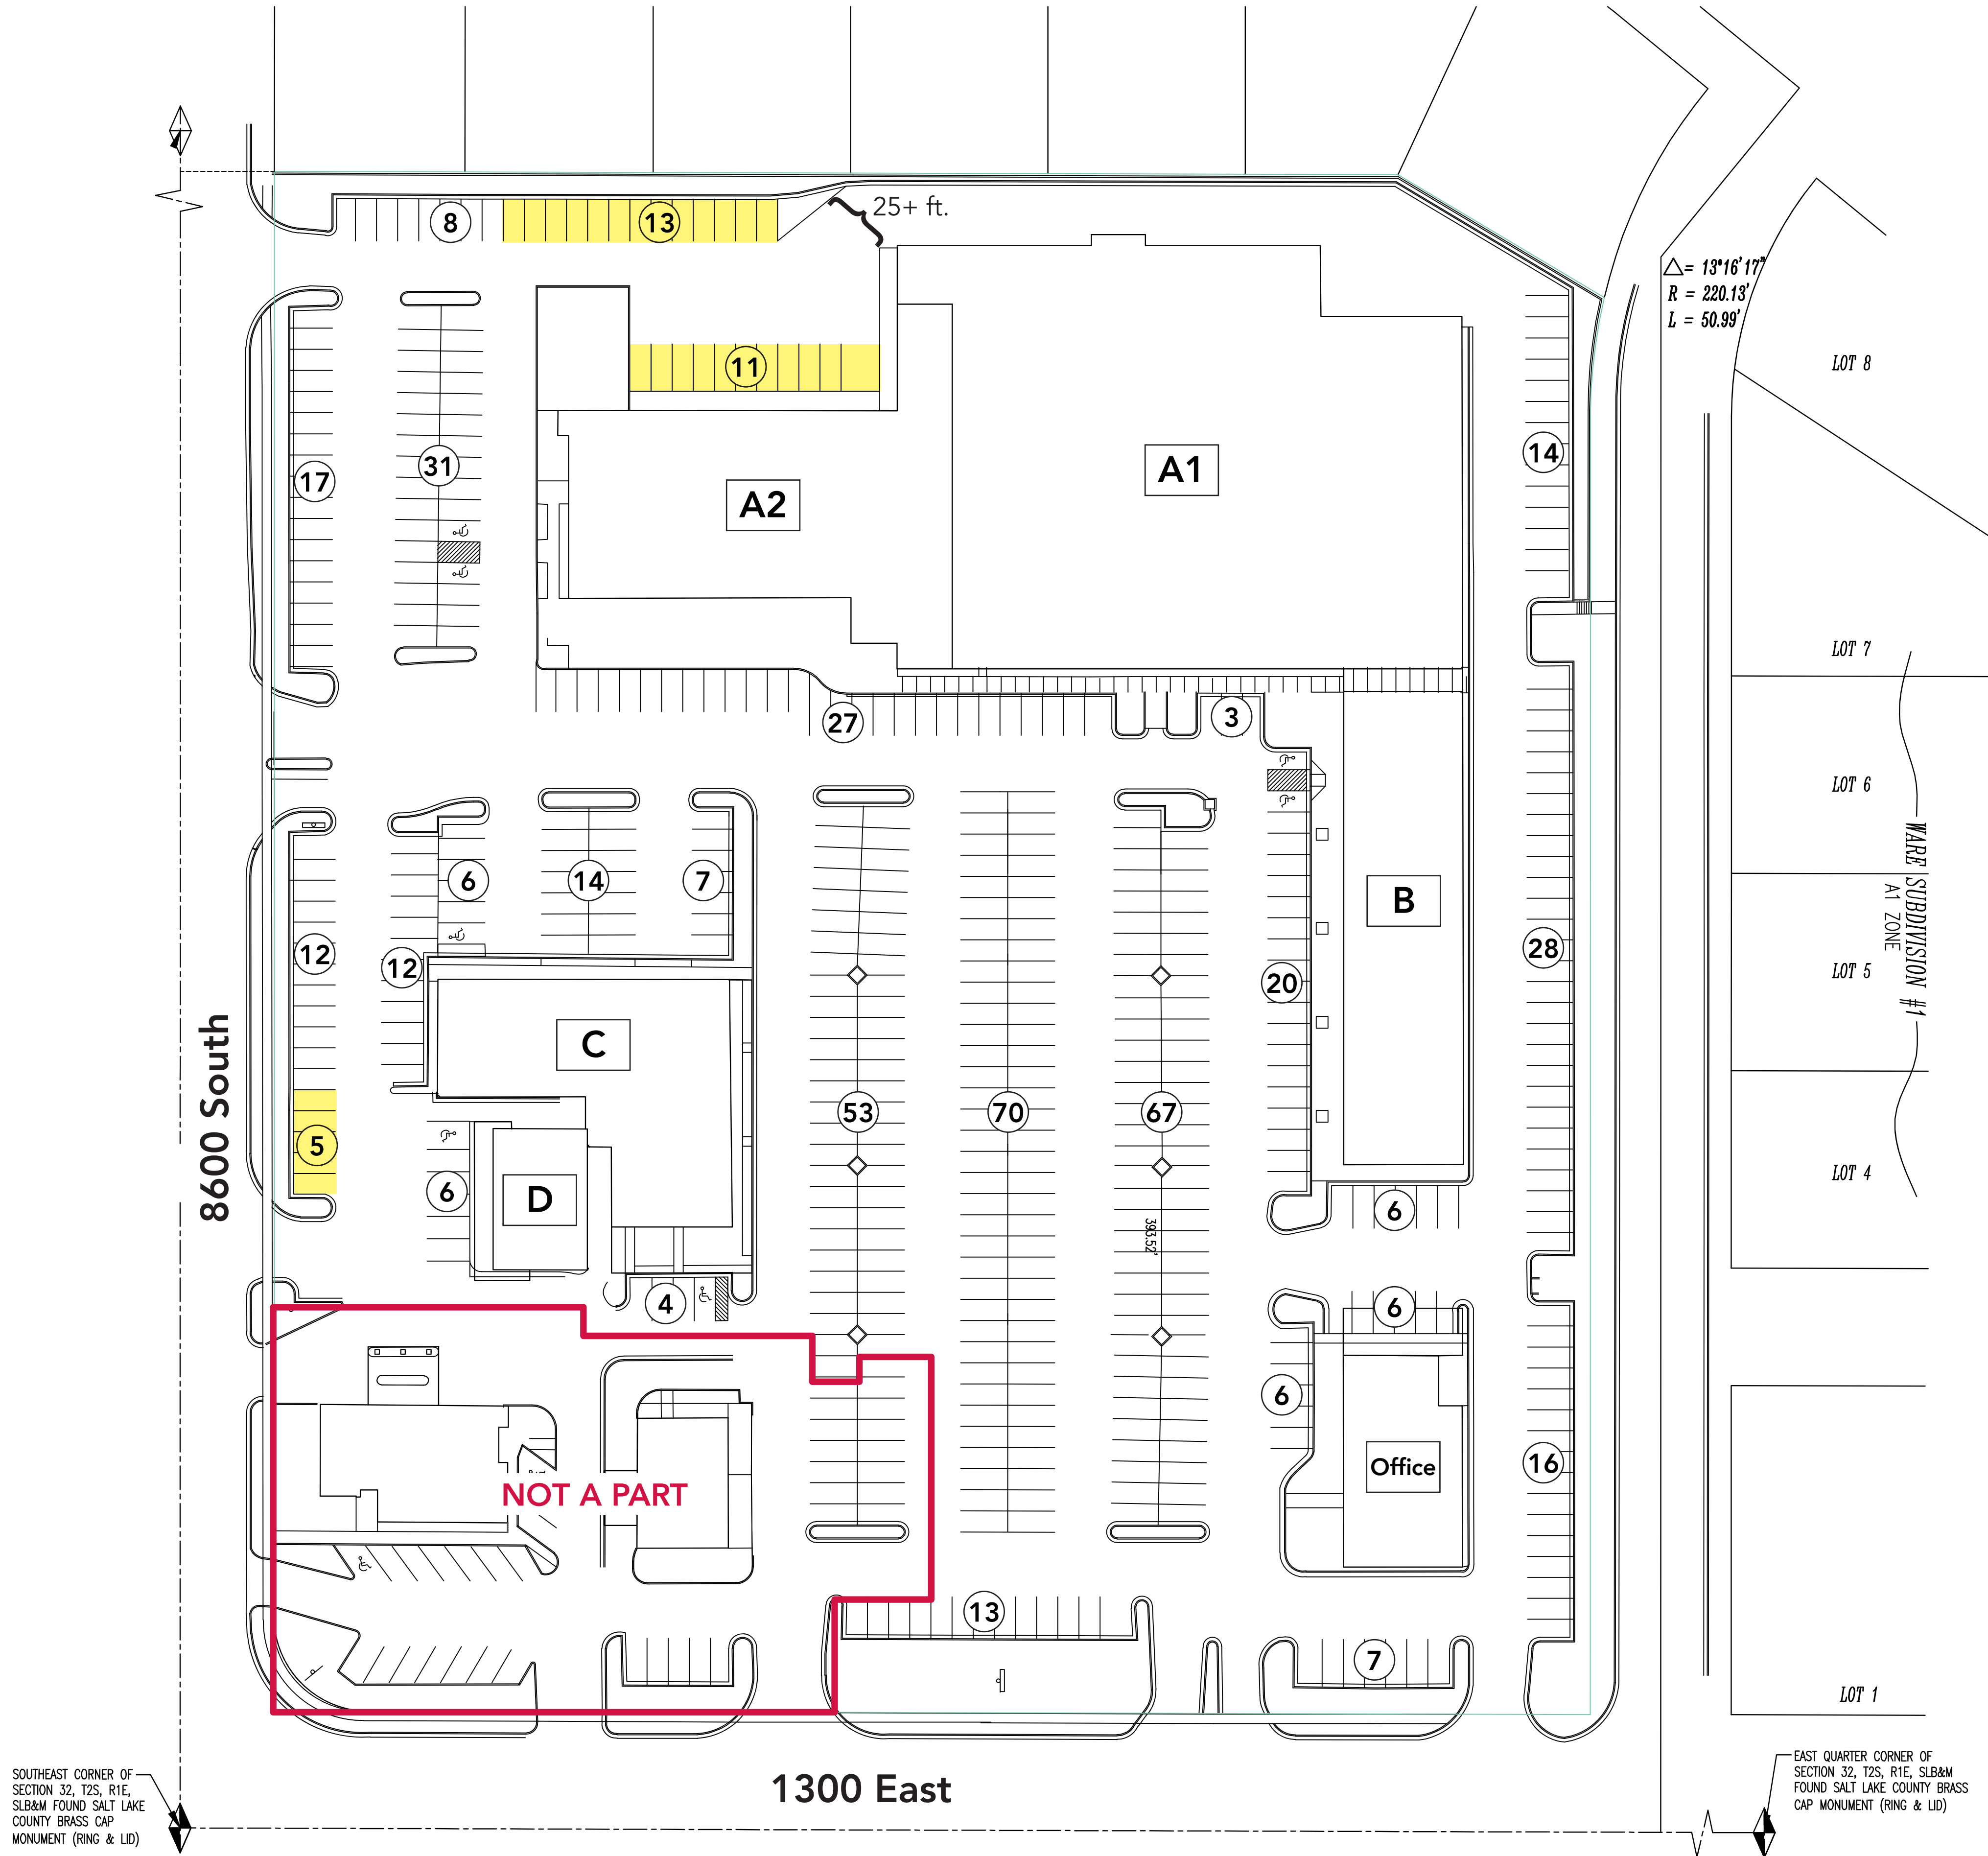 8
13
25+ ft.
△= 13°16'17"
R = 220.13'
L = 50.99'
LOT 8
11
17
31
14
A2
A1
LOT 7
27
3
LOT 6
6
14
7
B
12
12
20
28
WARE SUBDIVISION #1
A1 ZONE
LOT 5
8600 South
C
53
70
67
5
6
D
393.52'
6
LOT 4
4
6
6
Office
16
NOT A PART
13
7
LOT 1
SOUTHEAST CORNER OF
SECTION 32, T2S, R1E,
SLB&M FOUND SALT LAKE
COUNTY BRASS CAP
MONUMENT (RING & LID)
1300 East
EAST QUARTER CORNER OF
SECTION 32, T2S, R1E, SLB&M
FOUND SALT LAKE COUNTY BRASS
CAP MONUMENT (RING & LID)